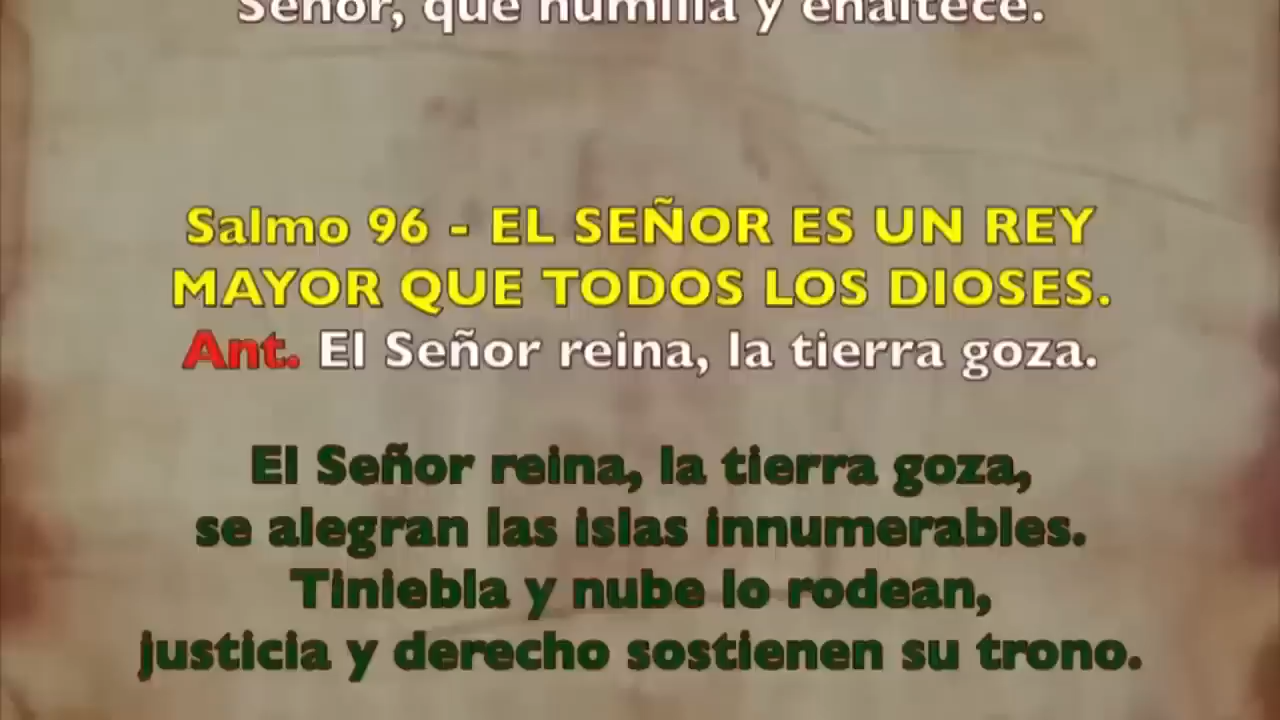 Señor, que humilla y enaltece.
Salmo 96 - EL SEÑOR ES UN REY
MAYOR QUE TODOS LOS DIOSES.
Ant. El Señor reina, la tierra goza.
El Señor reina, la tierra goza,
se alegran las islas innumerables.
Tiniebla y nube lo rodean,
justicia y derecho sostienen su trono.